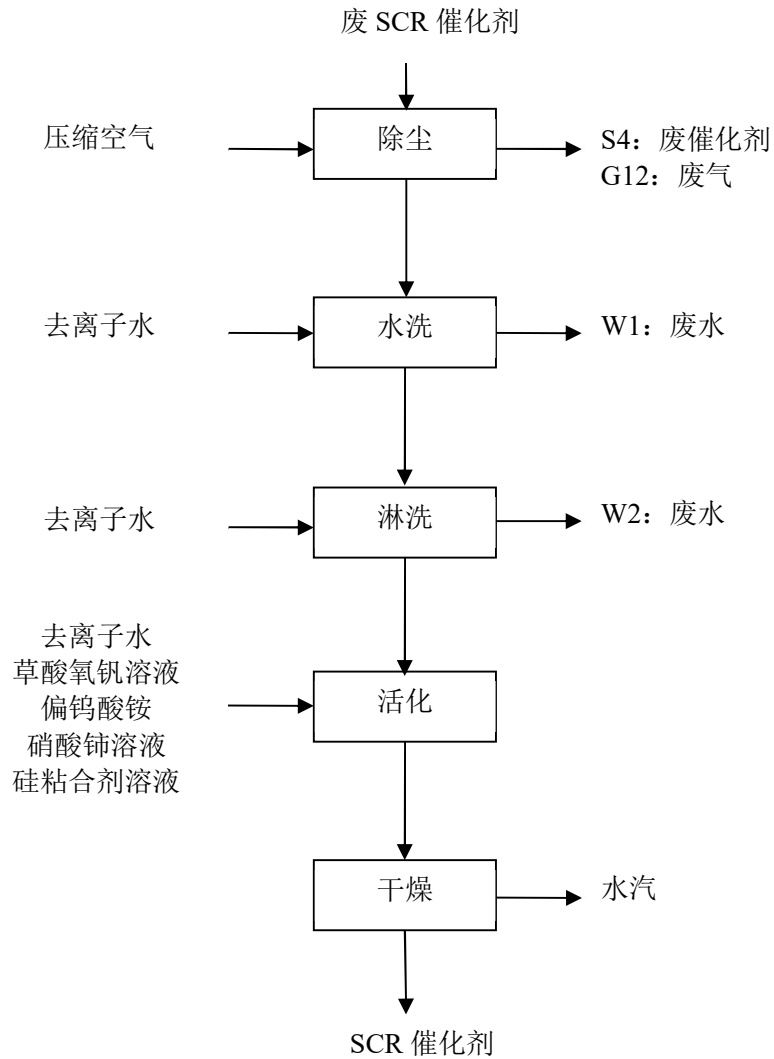 废 SCR 催化剂
压缩空气
除尘
S4：废催化剂
G12：废气
去离子水
水洗
W1：废水
去离子水
淋洗
W2：废水
去离子水
草酸氧钒溶液
偏钨酸铵
硝酸铈溶液
硅粘合剂溶液
活化
干燥
水汽
SCR 催化剂